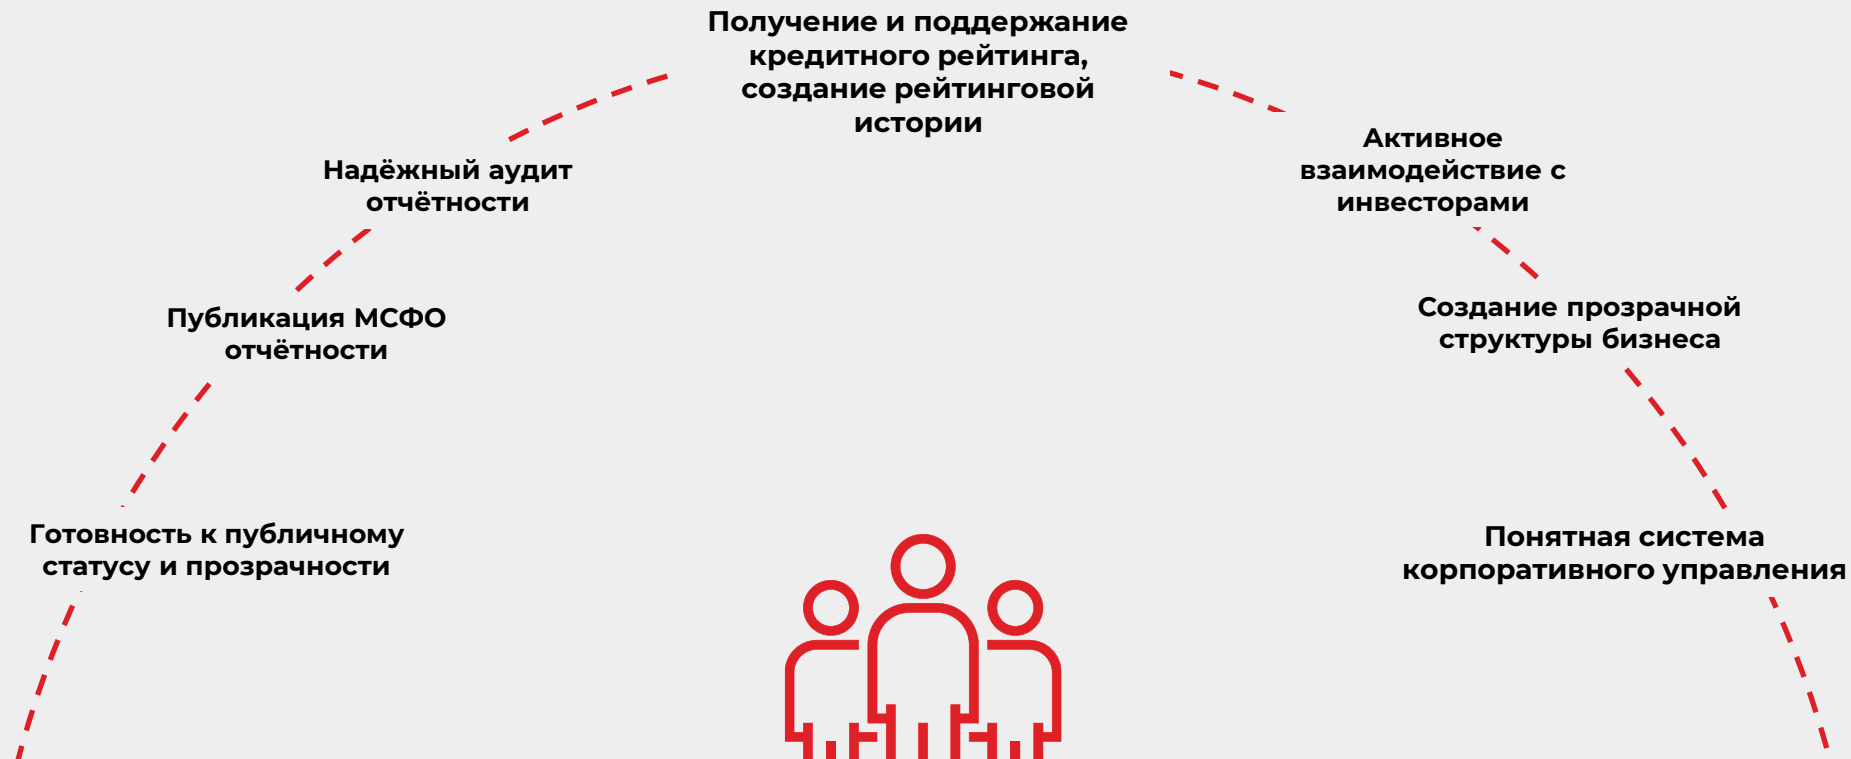 Получение и поддержание
кредитного рейтинга,
создание рейтинговой
истории
Надёжный аудит
отчётности
Активное
взаимодействие с
инвесторами
Публикация МСФО
отчётности
Создание прозрачной
структуры бизнеса
Готовность к публичному
статусу и прозрачности
Понятная система
корпоративного управления